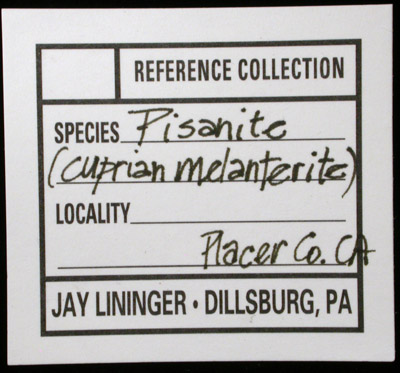 REFERENCE COLLECTION
SPECIES Pisanite
(cuprian melanterite)
LOCALITY
Placer Co. CA
JAY LININGER • DILLSBURG, PA